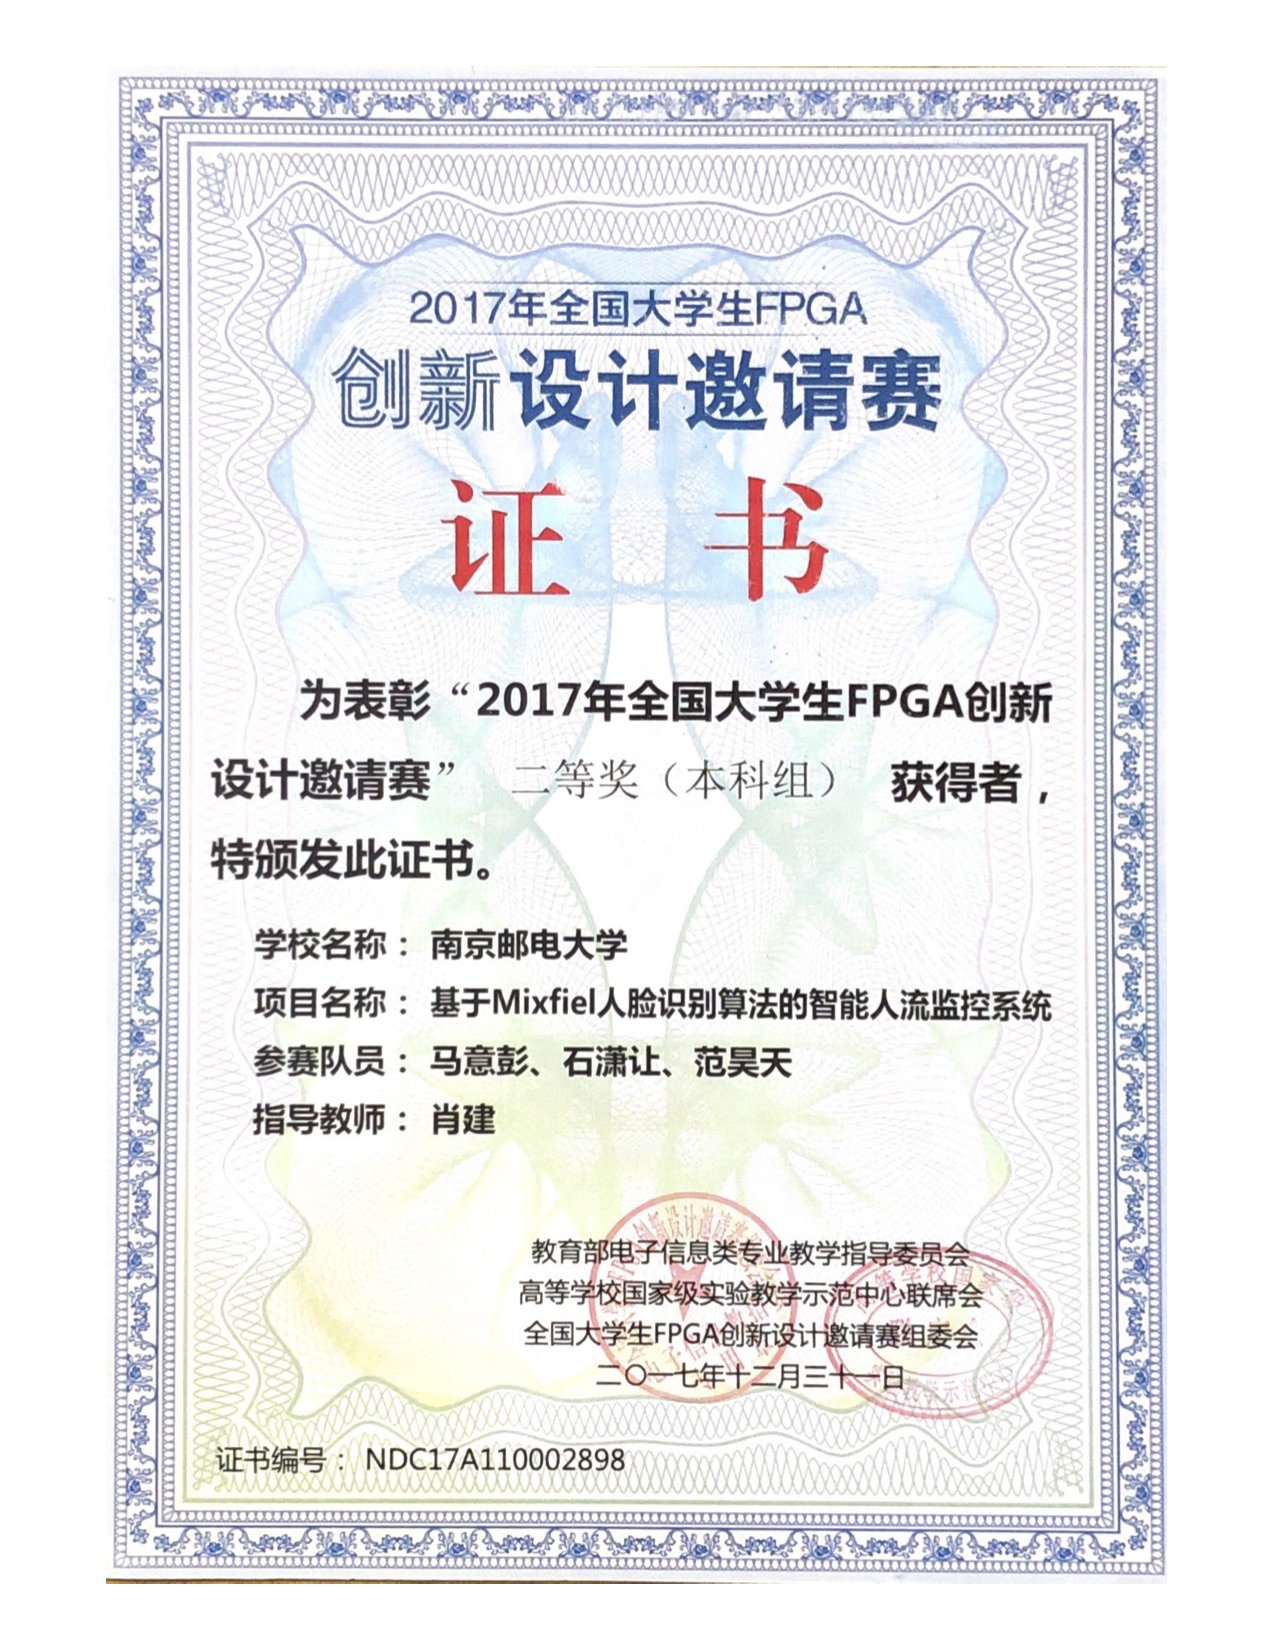 2017年全国大学生FPGA
创新设计邀请赛
证 书
为表彰“2017年全国大学生FPGA创新
设计邀请赛” 二等奖（本科组） 获得者，
特颁发此证书。
学校名称： 南京邮电大学
项目名称： 基于Mixfiel人脸识别算法的智能人流监控系统
参赛队员： 马意彭、石潇让、范昊天
指导教师： 肖建
教育部电子信息类专业教学指导委员会
高等学校国家级实验教学示范中心联席会
全国大学生FPGA创新设计邀请赛组委会
二〇一七年十二月三十一日
证书编号： NDC17A110002898